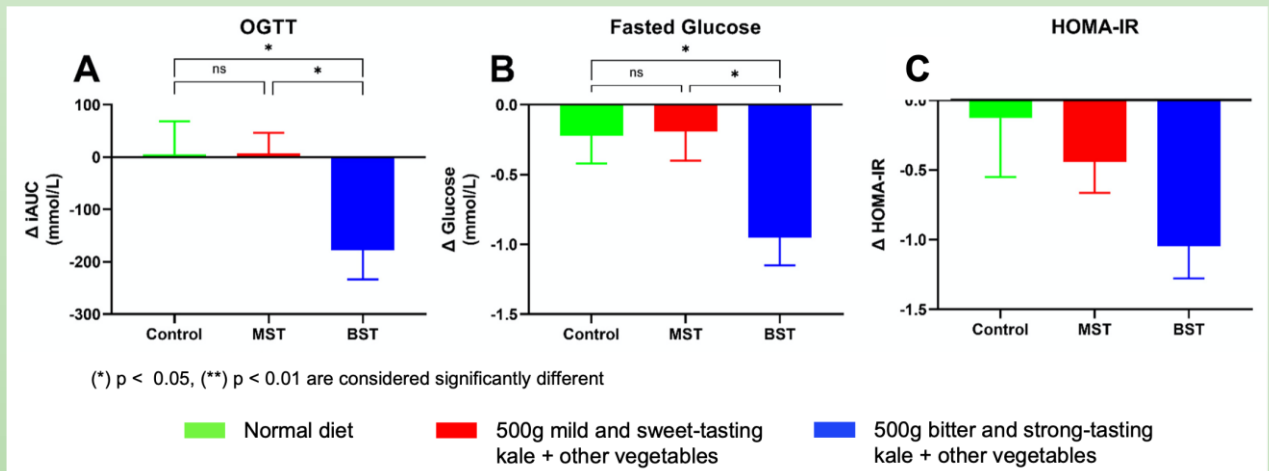 OGTT
A
*
ns
*
Δ iAUC
(mmol/L)
100
0
-100
-200
-300
Control
MST
BST
Fasted Glucose
B
*
ns
*
Δ Glucose
(mmol/L)
0.0
-0.5
-1.0
-1.5
Control
MST
BST
HOMA-IR
C
Δ HOMA-IR
0.0
-0.5
-1.0
-1.5
Control
MST
BST
(*) p < 0.05, (**) p < 0.01 are considered significantly different
Normal diet
500g mild and sweet-tasting
kale + other vegetables
500g bitter and strong-tasting
kale + other vegetables